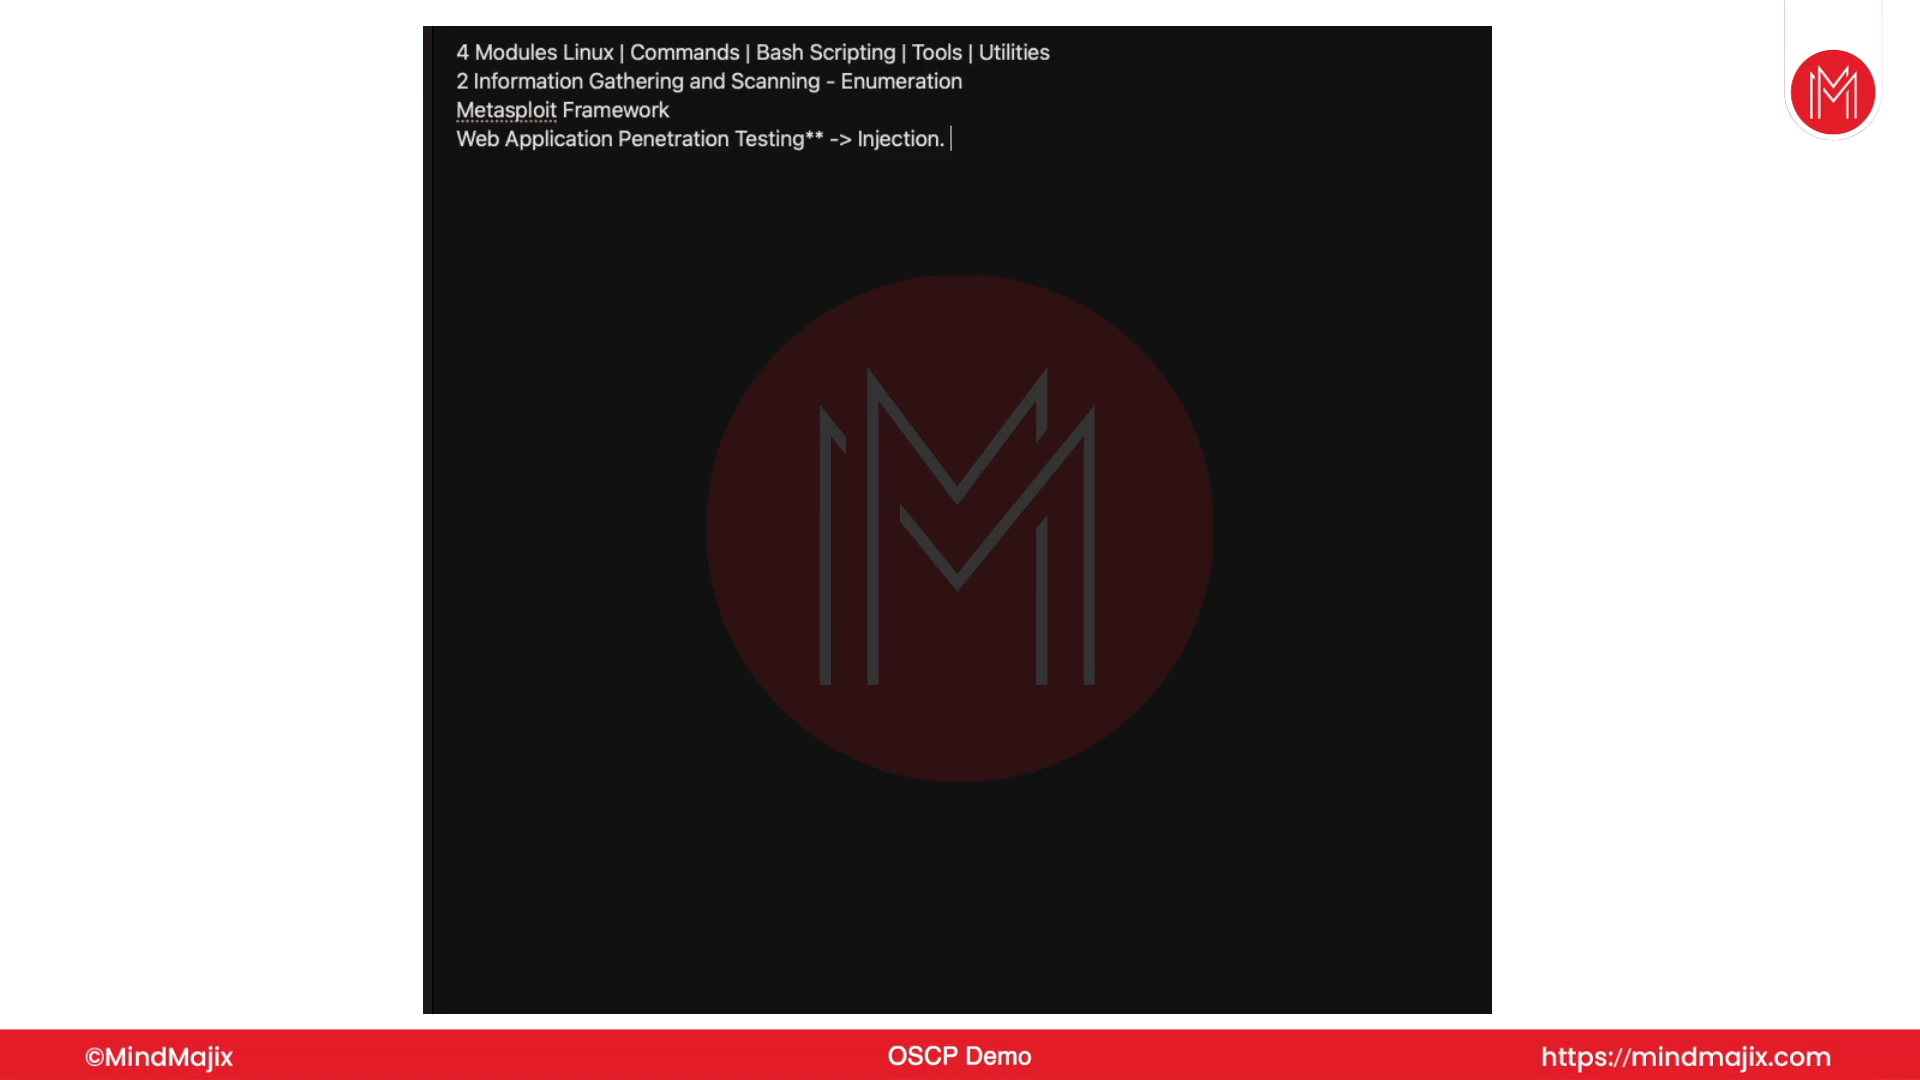 4 Modules Linux | Commands | Bash Scripting | Tools | Utilities
2 Information Gathering and Scanning - Enumeration
Metasploit Framework
Web Application Penetration Testing** -> Injection.
©MindMajix
OSCP Demo
https://mindmajix.com